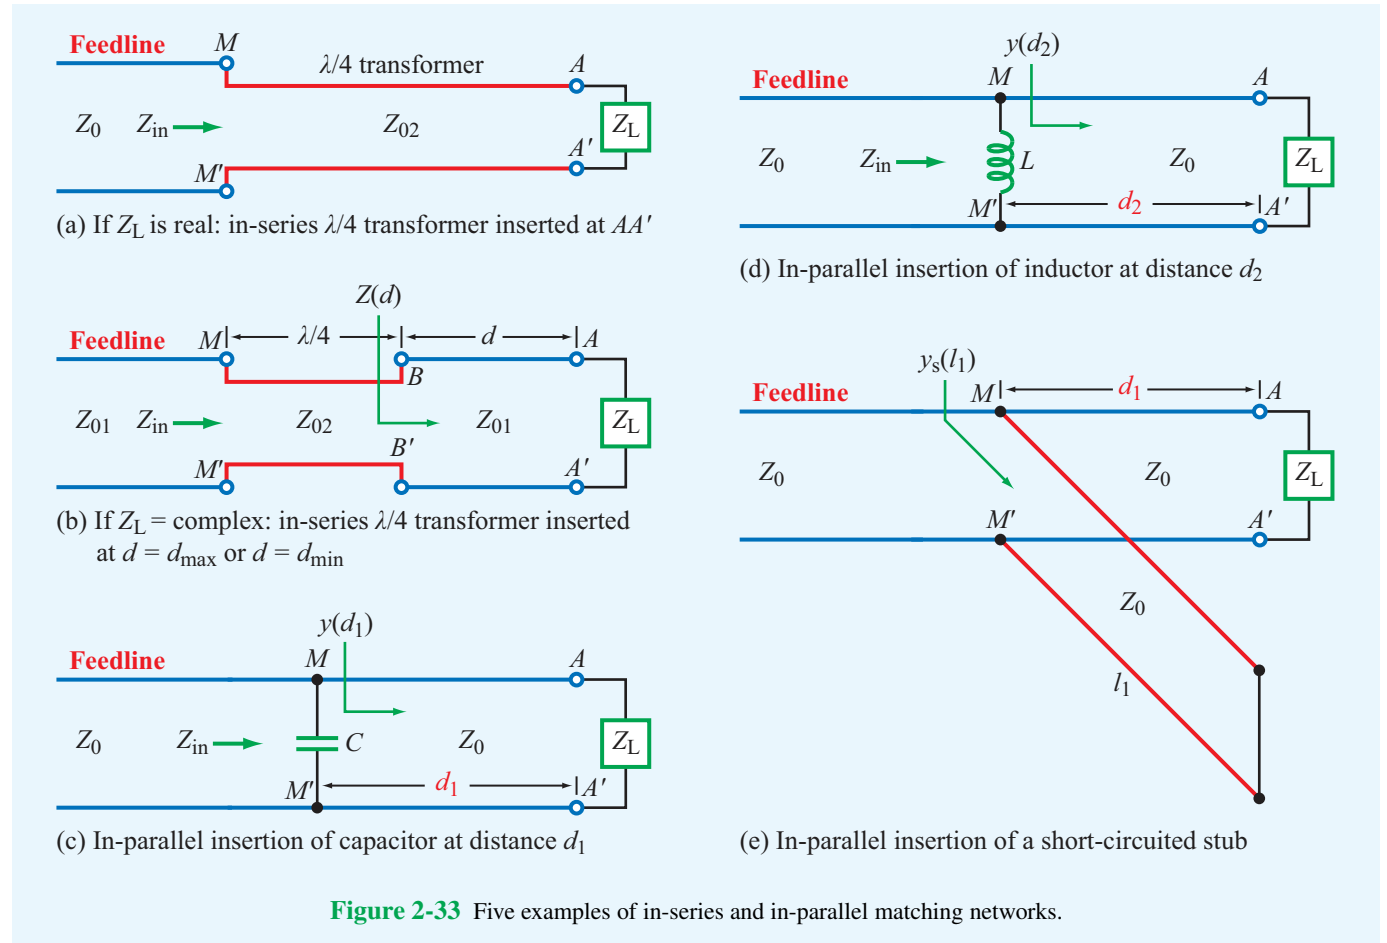 Feedline
M
λ/4 transformer
A
Z0
Zin
Z02
ZL
M'
A'
(a) If ZL is real: in-series λ/4 transformer inserted at AA'
Z(d)
Feedline
M
λ/4
d
A
B
Z01
Zin
Z02
Z01
ZL
B'
M'
A'
(b) If ZL = complex: in-series λ/4 transformer inserted
at d = dmax or d = dmin
y(d1)
Feedline
M
A
Z0
Zin
C
Z0
ZL
M'
d1
A'
(c) In-parallel insertion of capacitor at distance d1
y(d2)
Feedline
M
A
Z0
Zin
L
Z0
ZL
M'
d2
A'
(d) In-parallel insertion of inductor at distance d2
ys(l1)
Feedline
M
d1
A
Z0
Z0
ZL
M'
A'
Z0
l1
(e) In-parallel insertion of a short-circuited stub
Figure 2-33 Five examples of in-series and in-parallel matching networks.